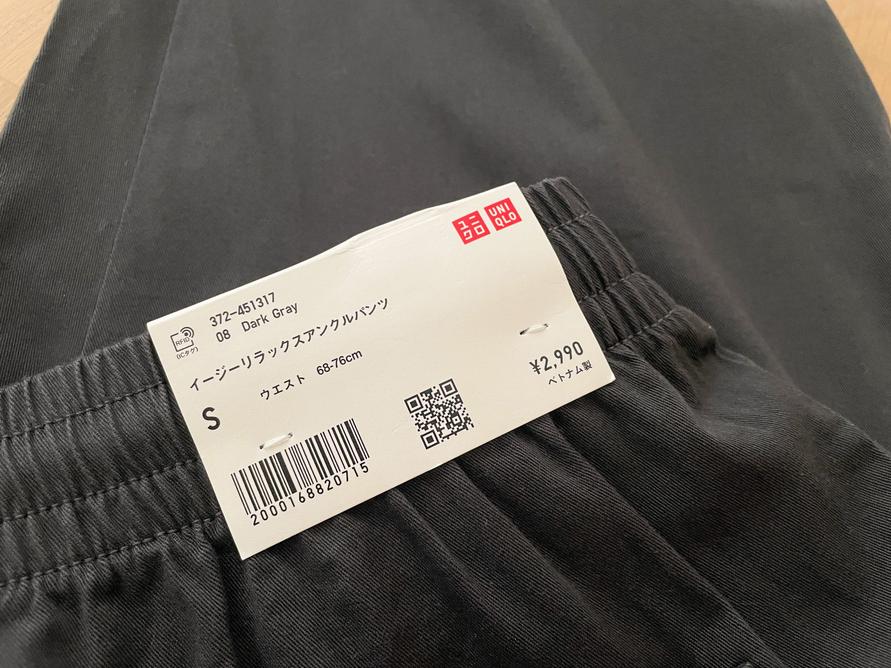 ユニ
クロ
UNI
QLO
372-451317
08 Dark Gray
RFID
(ICタグ)
イージーリラックスアンクルパンツ
ウエスト 68-76cm
S
¥2,990
ベトナム製
2000168820715